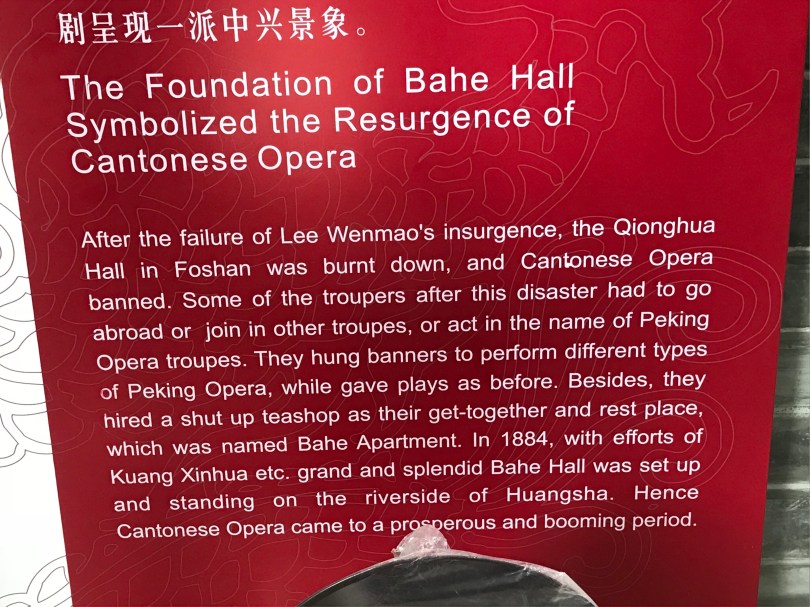 剧呈现一派中兴景象。
The Foundation of Bahe Hall
Symbolized the Resurgence of
Cantonese Opera
After the failure of Lee Wenmao's insurgence, the Qionghua
Hall in Foshan was burnt down, and Cantonese Opera
banned. Some of the troupers after this disaster had to go
abroad or join in other troupes, or act in the name of Peking
Opera troupes. They hung banners to perform different types
of Peking Opera, while gave plays as before. Besides, they
hired a shut up teashop as their get-together and rest place,
which was named Bahe Apartment. In 1884, with efforts of
Kuang Xinhua etc. grand and splendid Bahe Hall was set up
and standing on the riverside of Huangsha. Hence
Cantonese Opera came to a prosperous and booming period.